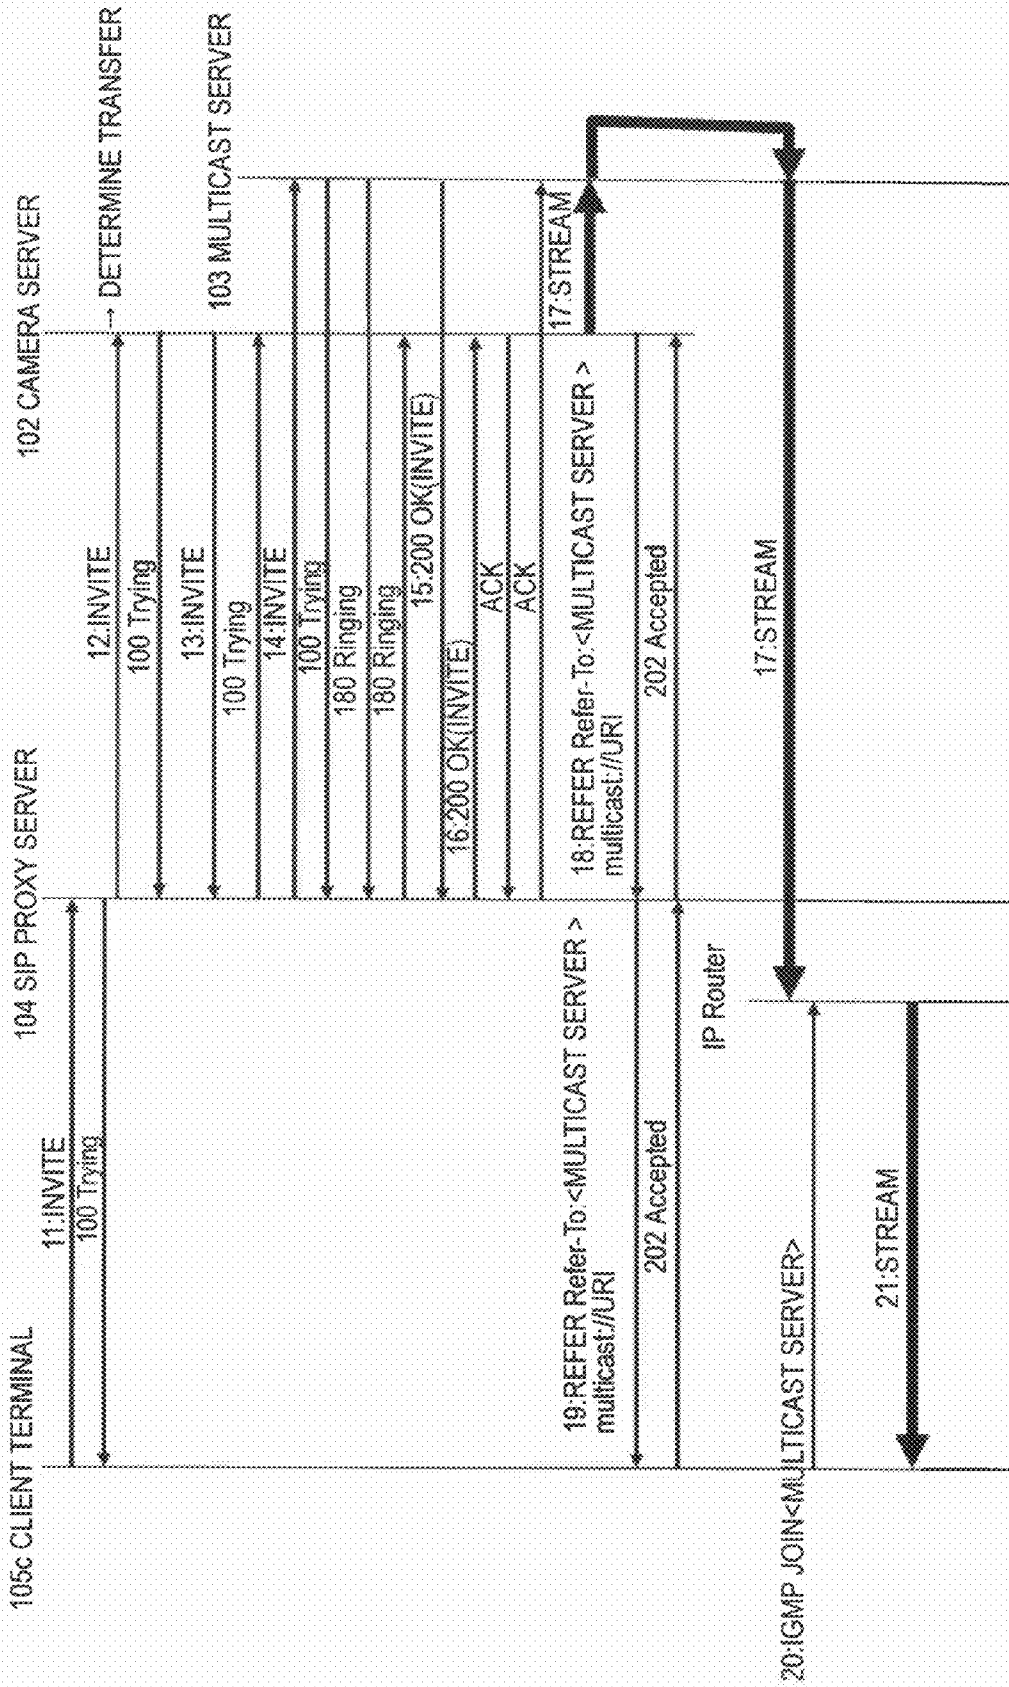 105c CLIENT TERMINAL
104 SIP PROXY SERVER
102 CAMERA SERVER
→ DETERMINE TRANSFER
103 MULTICAST SERVER
11:INVITE
100 Trying
12:INVITE
100 Trying
13:INVITE
100 Trying
14:INVITE
100 Trying
180 Ringing
180 Ringing
15:200 OK(INVITE)
16:200 OK(INVITE)
ACK
ACK
17:STREAM
18:REFER Refer-To:<MULTICAST SERVER >
multicast://URI
19:REFER Refer-To:<MULTICAST SERVER >
multicast://URI
202 Accepted
202 Accepted
IP Router
17:STREAM
20:IGMP JOIN<MULTICAST SERVER>
21:STREAM